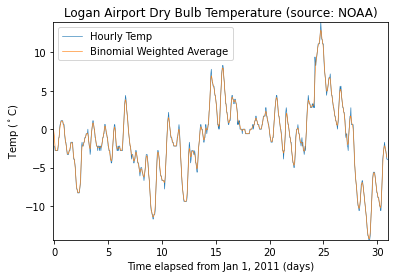 Logan Airport Dry Bulb Temperature (source: NOAA)
Hourly Temp
Binomial Weighted Average
Temp (°C)
10
5
0
−5
−10
0
5
10
15
20
25
30
Time elapsed from Jan 1, 2011 (days)